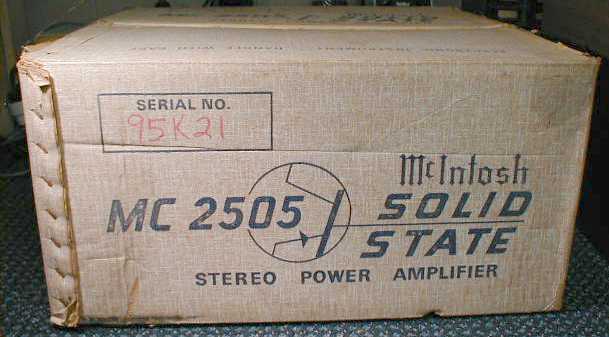 SERIAL NO.
95K21
McIntosh
MC 2505 SOLID
STATE
STEREO POWER AMPLIFIER